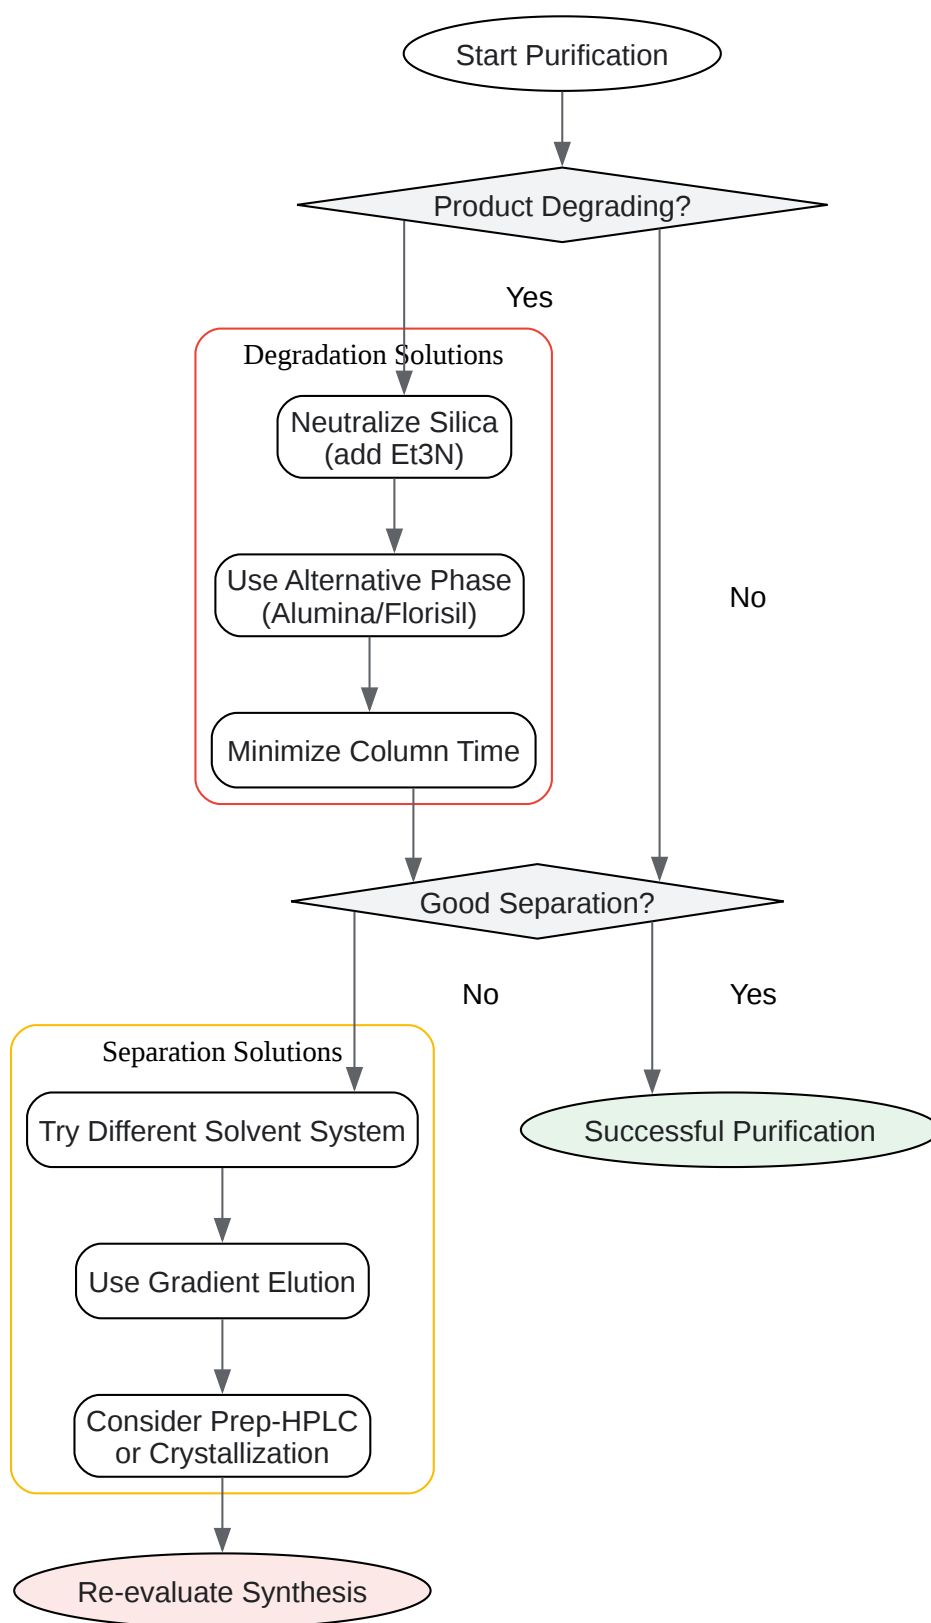 Start Purification
Product Degrading?
Yes
Degradation Solutions
Neutralize Silica
(add Et3N)
Use Alternative Phase
(Alumina/Florisil)
No
Minimize Column Time
Good Separation?
No
Yes
Separation Solutions
Try Different Solvent System
Successful Purification
Use Gradient Elution
Consider Prep-HPLC
or Crystallization
Re-evaluate Synthesis